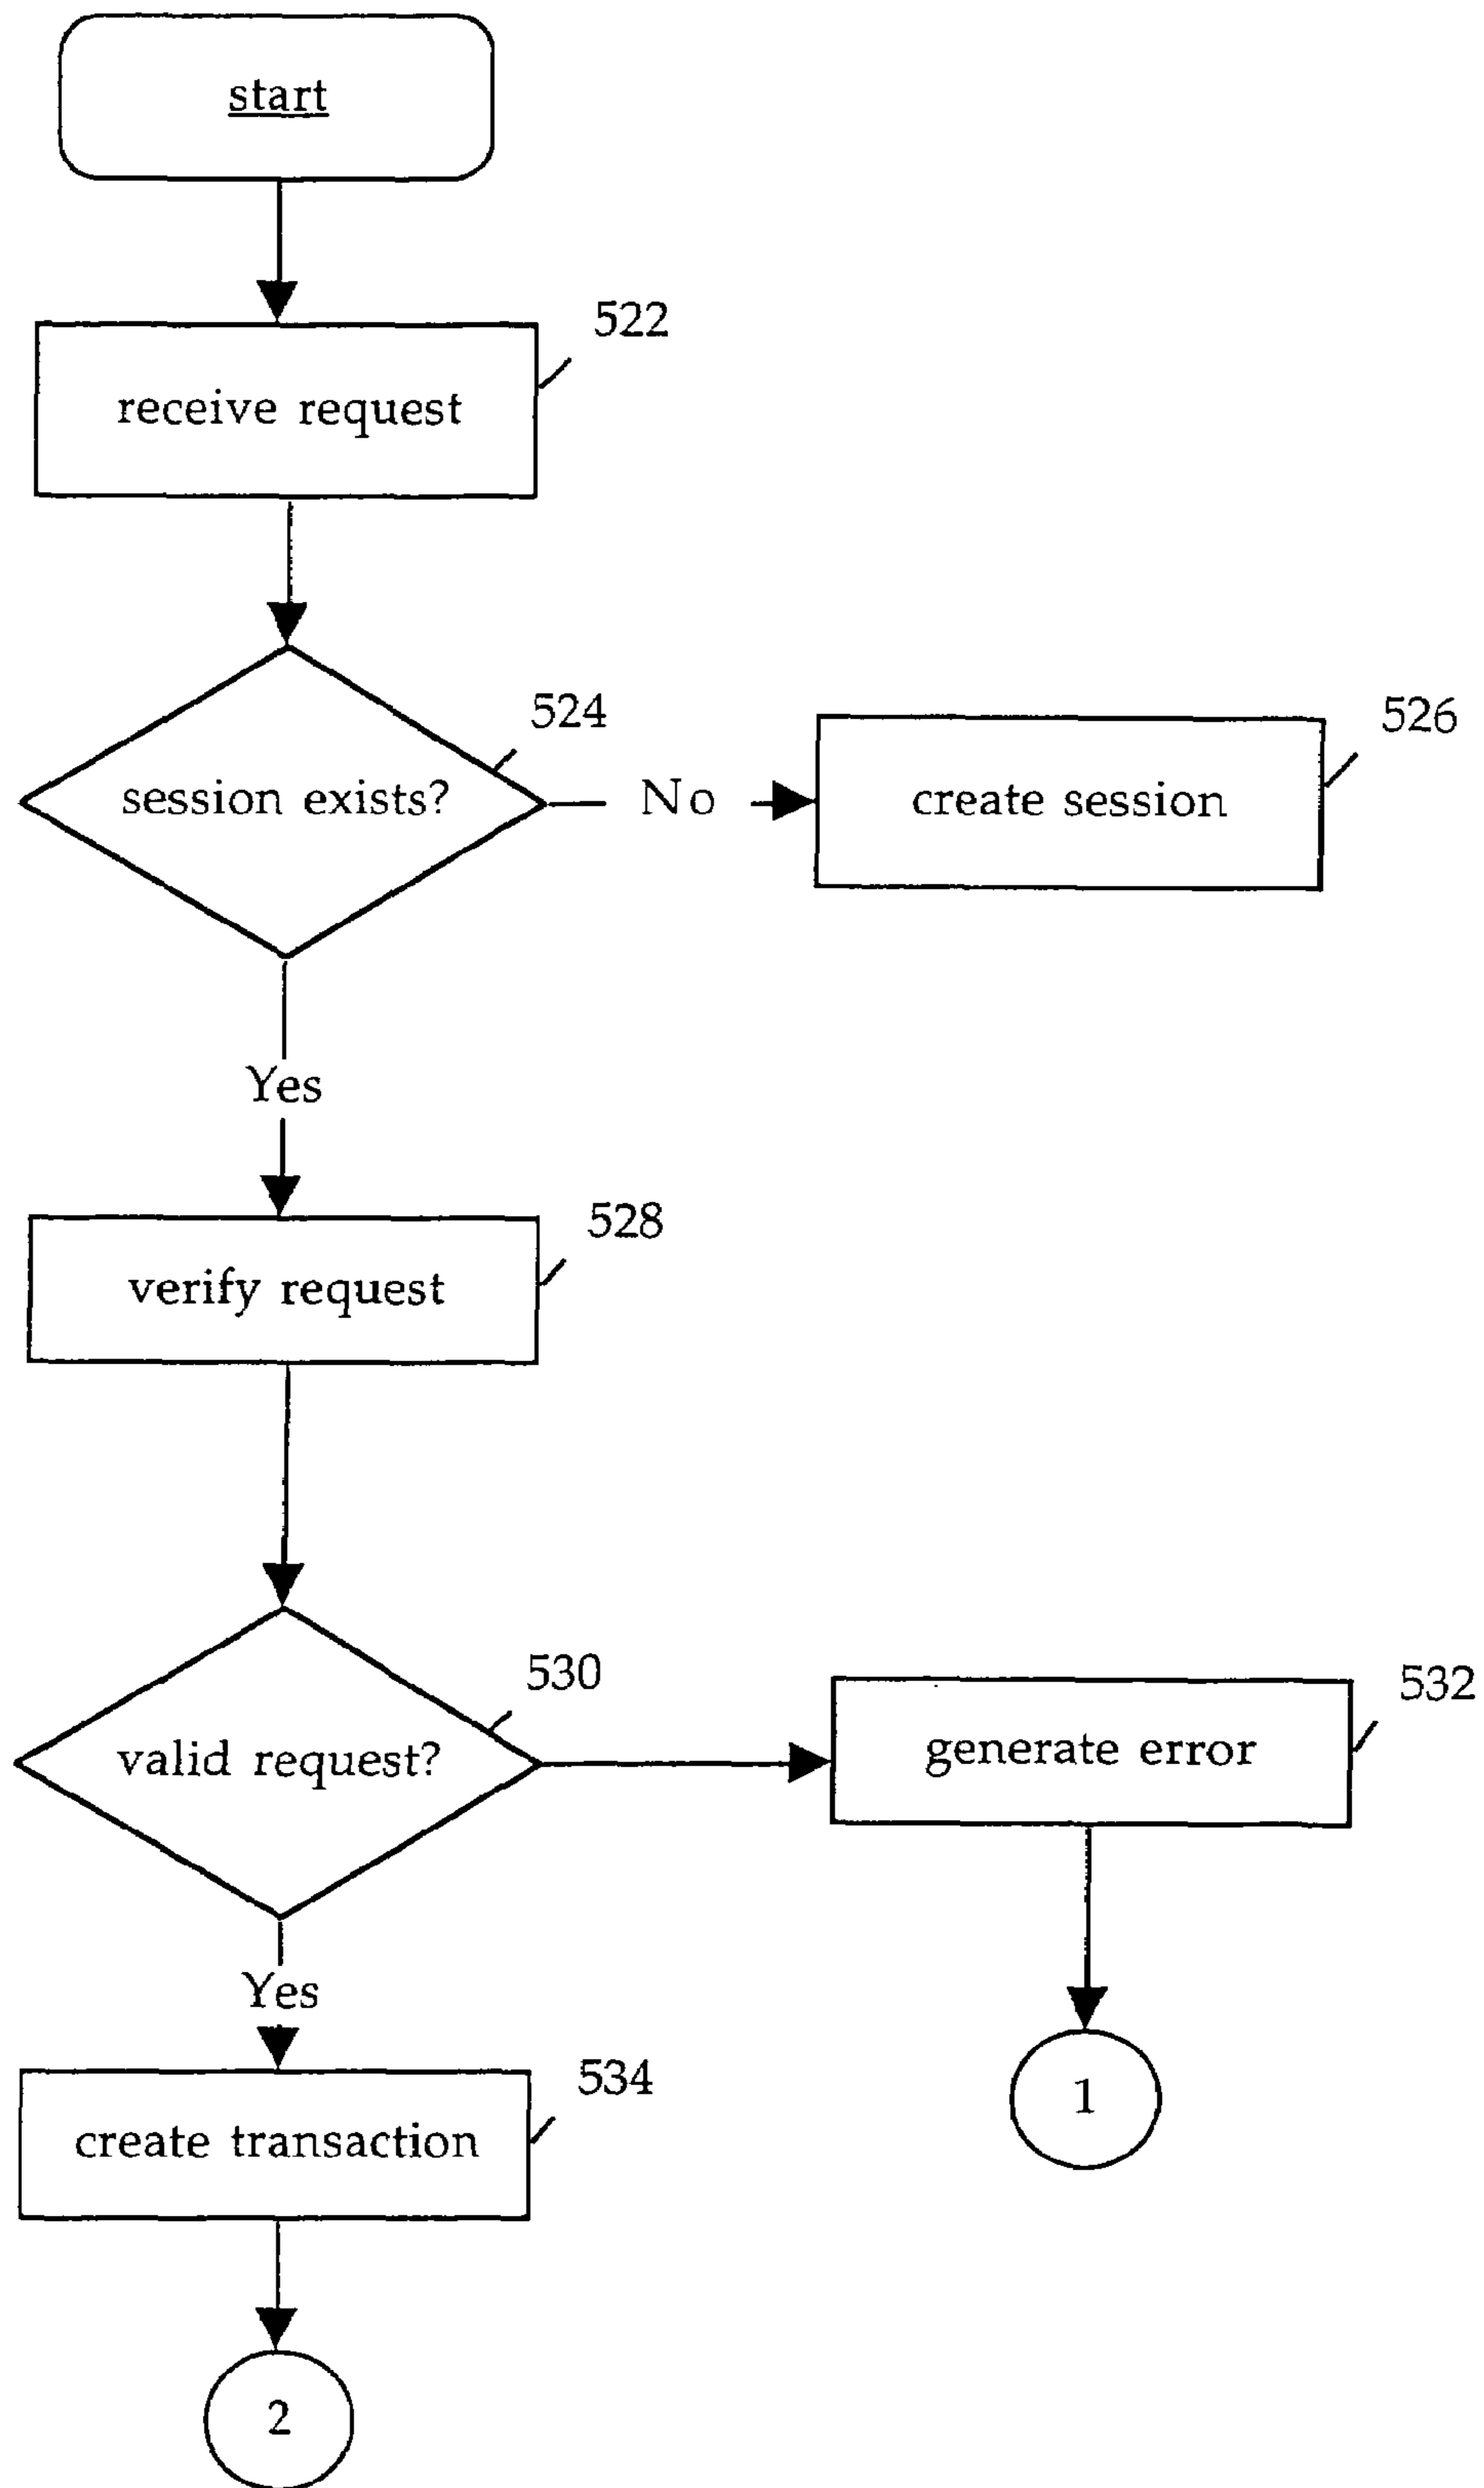 start
522
receive request
524
session exists?
No
526
create session
Yes
528
verify request
530
valid request?
532
generate error
Yes
1
534
create transaction
2